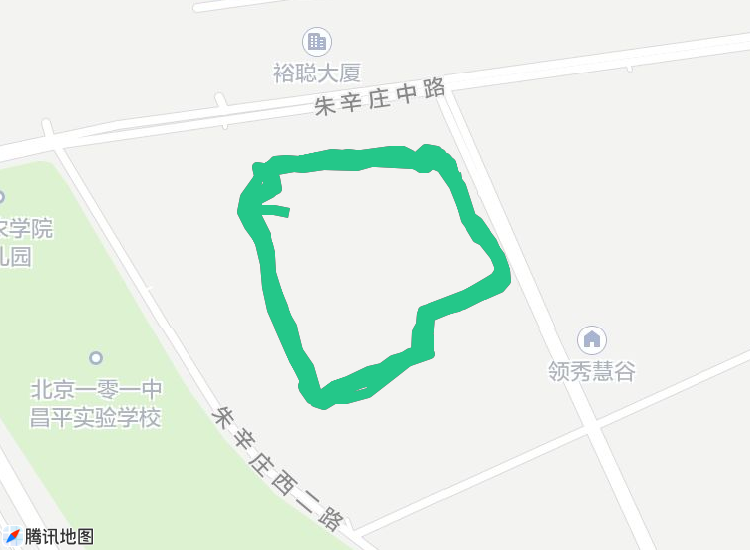 裕聪大厦
朱辛庄中路
农学院
儿园
领秀慧谷
北京一零一中
昌平实验学校
朱辛庄西二路
腾讯地图